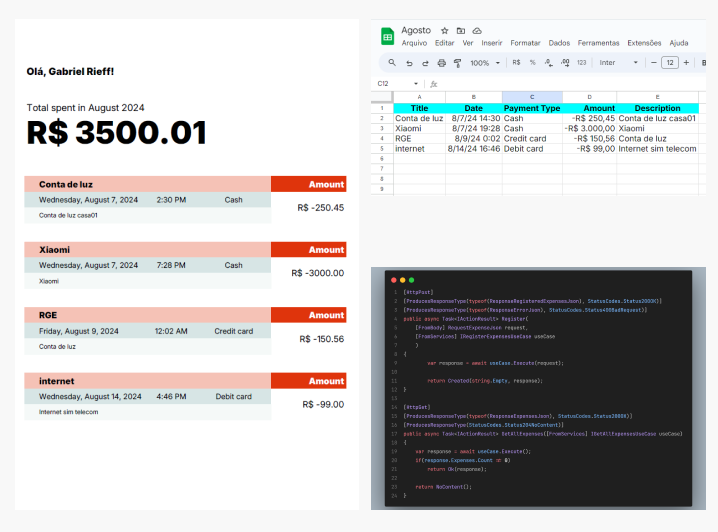 Olá, Gabriel Rieff!
Total spent in August 2024
R$ 3500.01
Conta de luz Amount
Wednesday, August 7, 2024 2:30 PM Cash
R$ -250.45
Conta de luz casa01
Xiaomi Amount
Wednesday, August 7, 2024 7:28 PM Cash
R$ -3000.00
Xiaomi
RGE Amount
Friday, August 9, 2024 12:02 AM Credit card
R$ -150.56
Conta de luz
internet Amount
Wednesday, August 14, 2024 4:46 PM Debit card
R$ -99.00
Internet sim telecom
Agosto
Arquivo Editar Ver Inserir Formatar Dados Ferramentas Extensões Ajuda
100% R$ % .0 .00 123 Inter 12 B
C12 fx
A B C D E
1 Title Date Payment Type Amount Description
2 Conta de luz 8/7/24 14:30 Cash -R$ 250,45 Conta de luz casa01
3 Xiaomi 8/7/24 19:28 Cash -R$ 3.000,00 Xiaomi
4 RGE 8/9/24 0:02 Credit card -R$ 150,56 Conta de luz
5 internet 8/14/24 16:46 Debit card -R$ 99,00 Internet sim telecom
6
7
8
9
1 [HttpPost]
2 [ProducesResponseType(typeof(ResponseRegisteredExpensesJson), StatusCodes.Status200OK)]
3 [ProducesResponseType(typeof(ResponseErrorJson), StatusCodes.Status400BadRequest)]
4 public async Task<IActionResult> Register(
5 [FromBody] RequestExpenseJson request,
6 [FromServices] IRegisterExpensesUseCase useCase
7 )
8 {
9 var response = await useCase.Execute(request);
10
11 return Created(string.Empty, response);
12 }
13
14 [HttpGet]
15 [ProducesResponseType(typeof(ResponseExpensesJson), StatusCodes.Status200OK)]
16 [ProducesResponseType(StatusCodes.Status204NoContent)]
17 public async Task<IActionResult> GetAllExpenses([FromServices] IGetAllExpensesUseCase useCase)
18 {
19 var response = await useCase.Execute();
20 if(response.Expenses.Count 0)
21 return Ok(response);
22
23 return NoContent();
24 }